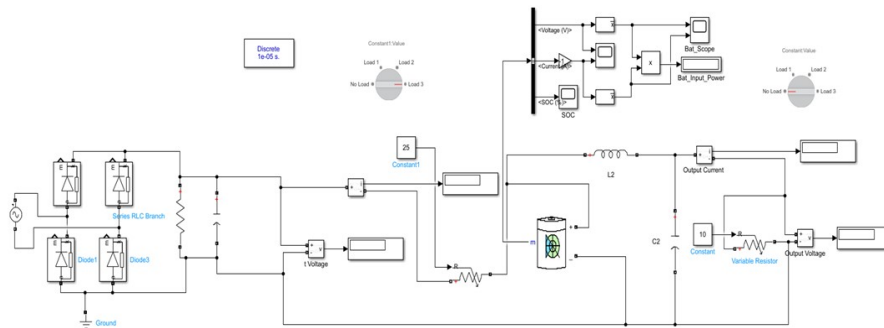 Discrete
1e-05 s.
Constant1:Value
Load 1
Load 2
No Load
Load 3
<Voltage (V)>
<SOC (%)>
SOC
Bat_Scope
Bat_Input_Power
x
Constant:Value
Load 1
Load 2
No Load
Load 3
25
Constant1
L2
Output Current
Series RLC Branch
Diode1
Diode3
t Voltage
R
m
C2
10
Constant
R
Variable Resistor
Output Voltage
Ground